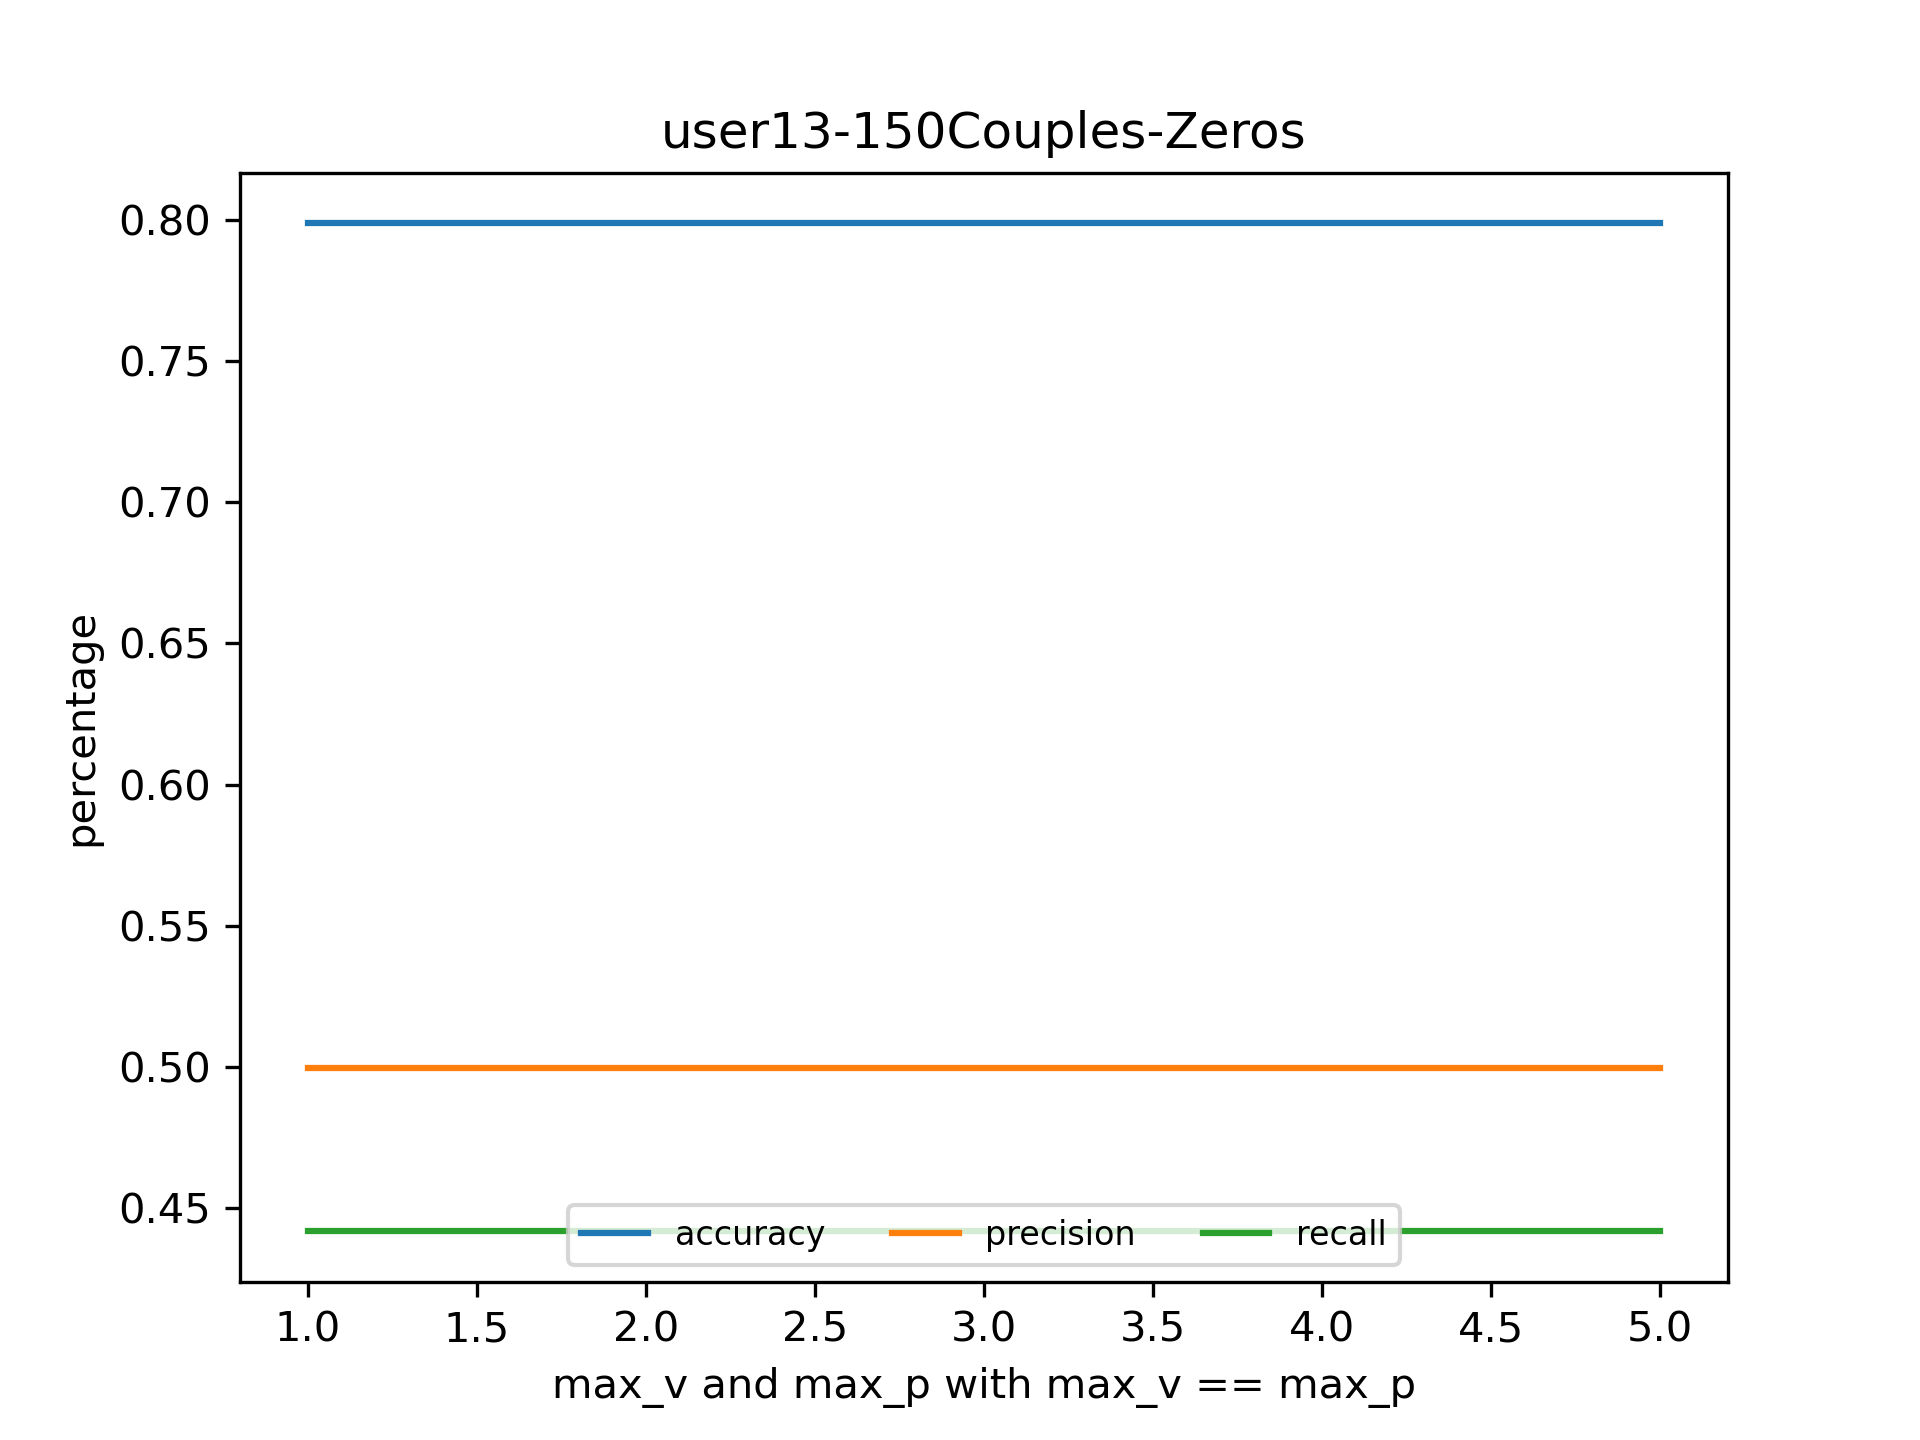 user13-150Couples-Zeros
0.80
0.75
0.70
0.65
0.60
0.55
0.50
0.45
percentage
accuracy precision recall
1.0 1.5 2.0 2.5 3.0 3.5 4.0 4.5 5.0
max_v and max_p with max_v == max_p